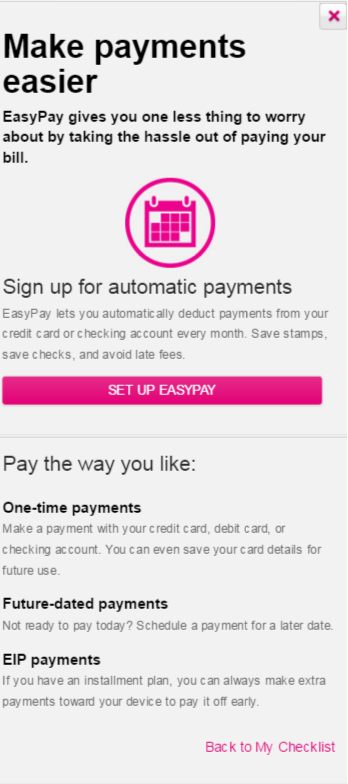 Make payments
easier
EasyPay gives you one less thing to worry
about by taking the hassle out of paying your
bill.
Sign up for automatic payments
EasyPay lets you automatically deduct payments from your
credit card or checking account every month. Save stamps,
save checks, and avoid late fees.
SET UP EASYPAY
Pay the way you like:
One-time payments
Make a payment with your credit card, debit card, or
checking account. You can even save your card details for
future use.
Future-dated payments
Not ready to pay today? Schedule a payment for a later date.
EIP payments
If you have an installment plan, you can always make extra
payments toward your device to pay it off early.
Back to My Checklist